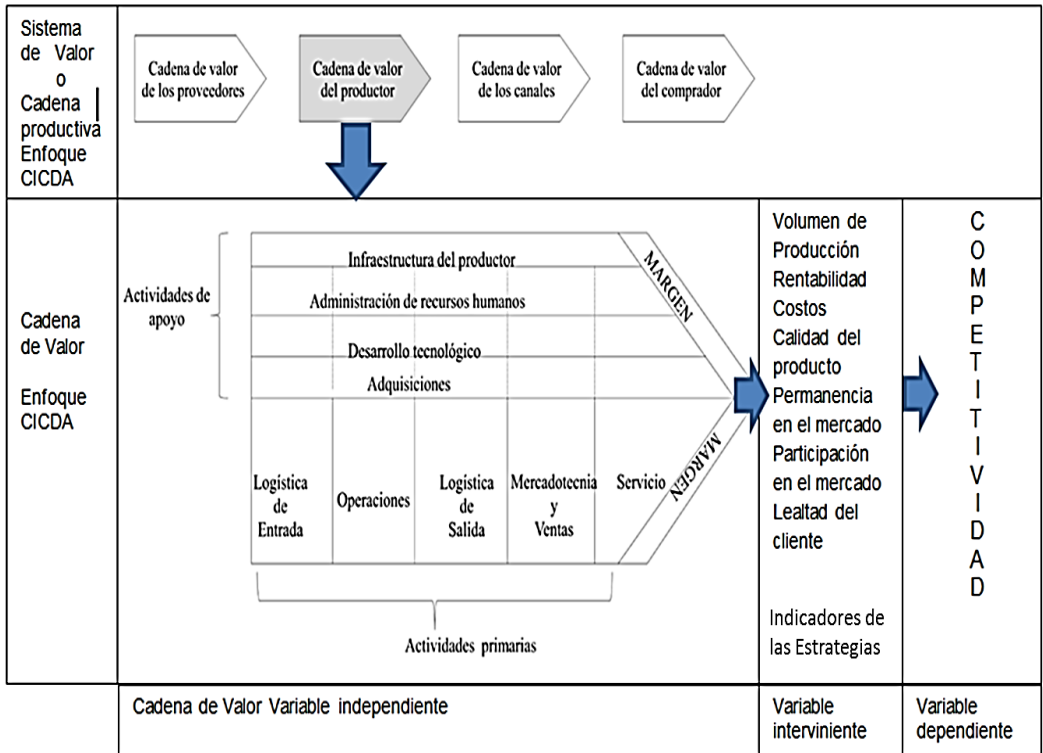 Sistema
de Valor
o
Cadena
productiva
Enfoque
CICDA
Cadena de valor
de los proveedores
Cadena de valor
del productor
Cadena de valor
de los canales
Cadena de valor
del comprador
Cadena
de Valor
Enfoque
CICDA
Actividades de
apoyo
Infraestructura del productor
Administración de recursos humanos
Desarrollo tecnológico
Adquisiciones
MARGEN
MARGEN
Logística
de
Entrada
Operaciones
Logística
de
Salida
Mercadotecnia
y
Ventas
Servicio
Actividades primarias
Volumen de
Producción
Rentabilidad
Costos
Calidad del
producto
Permanencia
en el mercado
Participación
en el mercado
Lealtad del
cliente
Indicadores de
las Estrategias
C
O
M
P
E
T
I
T
I
V
I
D
A
D
Cadena de Valor Variable independiente
Variable
interviniente
Variable
dependiente